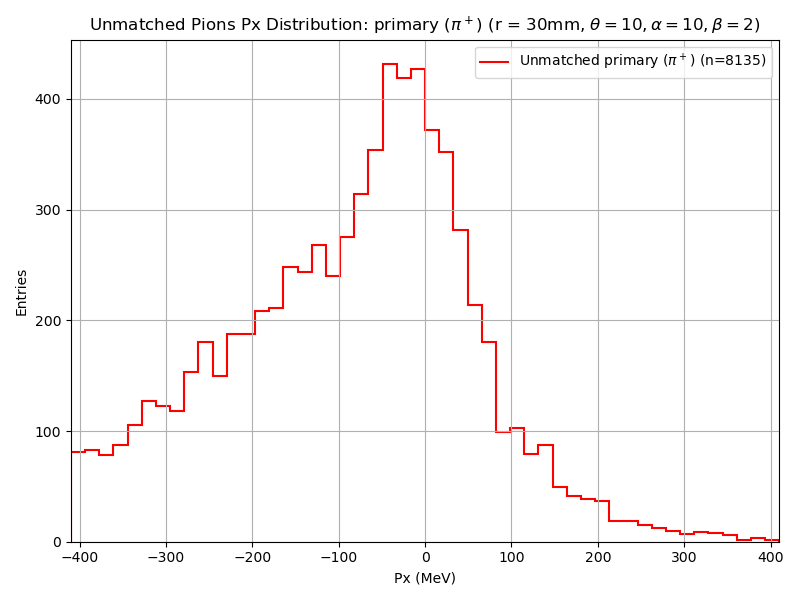 Unmatched Pions Px Distribution: primary (π⁺) (r = 30mm, θ = 10, α = 10, β = 2)
Unmatched primary (π⁺) (n=8135)
400
300
200
100
0
Entries
−400 −300 −200 −100 0 100 200 300 400
Px (MeV)